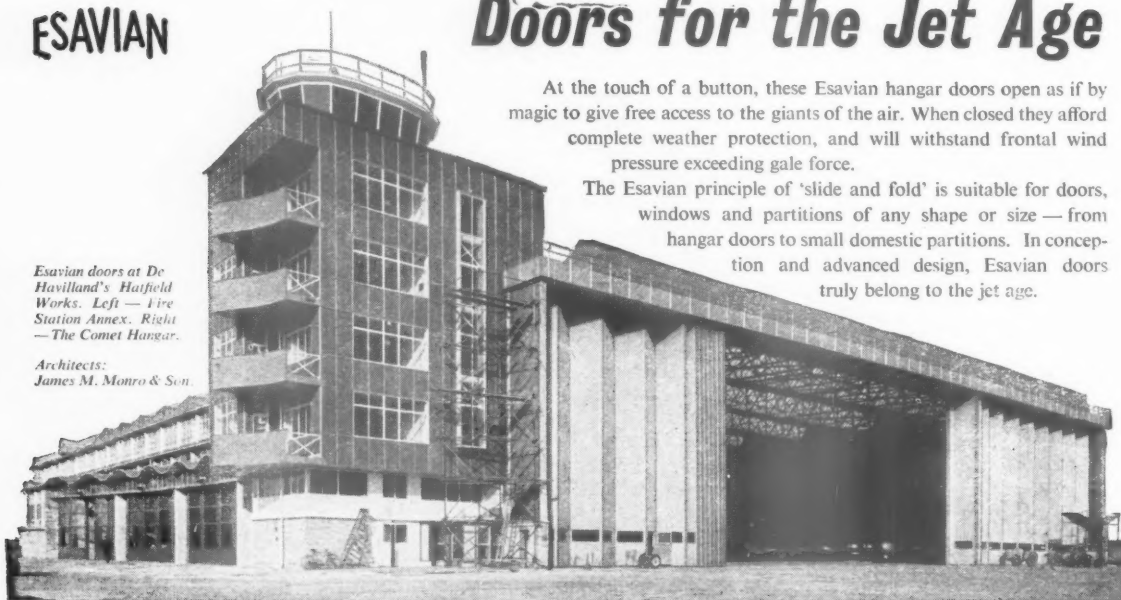 ESAVIAN
Doors for the Jet Age
At the touch of a button, these Esavian hangar doors open as if by
magic to give free access to the giants of the air. When closed they afford
complete weather protection, and will withstand frontal wind
pressure exceeding gale force.
The Esavian principle of ‘slide and fold’ is suitable for doors,
windows and partitions of any shape or size — from
hangar doors to small domestic partitions. In concep-
tion and advanced design, Esavian doors
truly belong to the jet age.
Esavian doors at De
Havilland's Hatfield
Works. Left — Fire
Station Annex. Right
— The Comet Hangar.
Architects:
James M. Monro & Son.